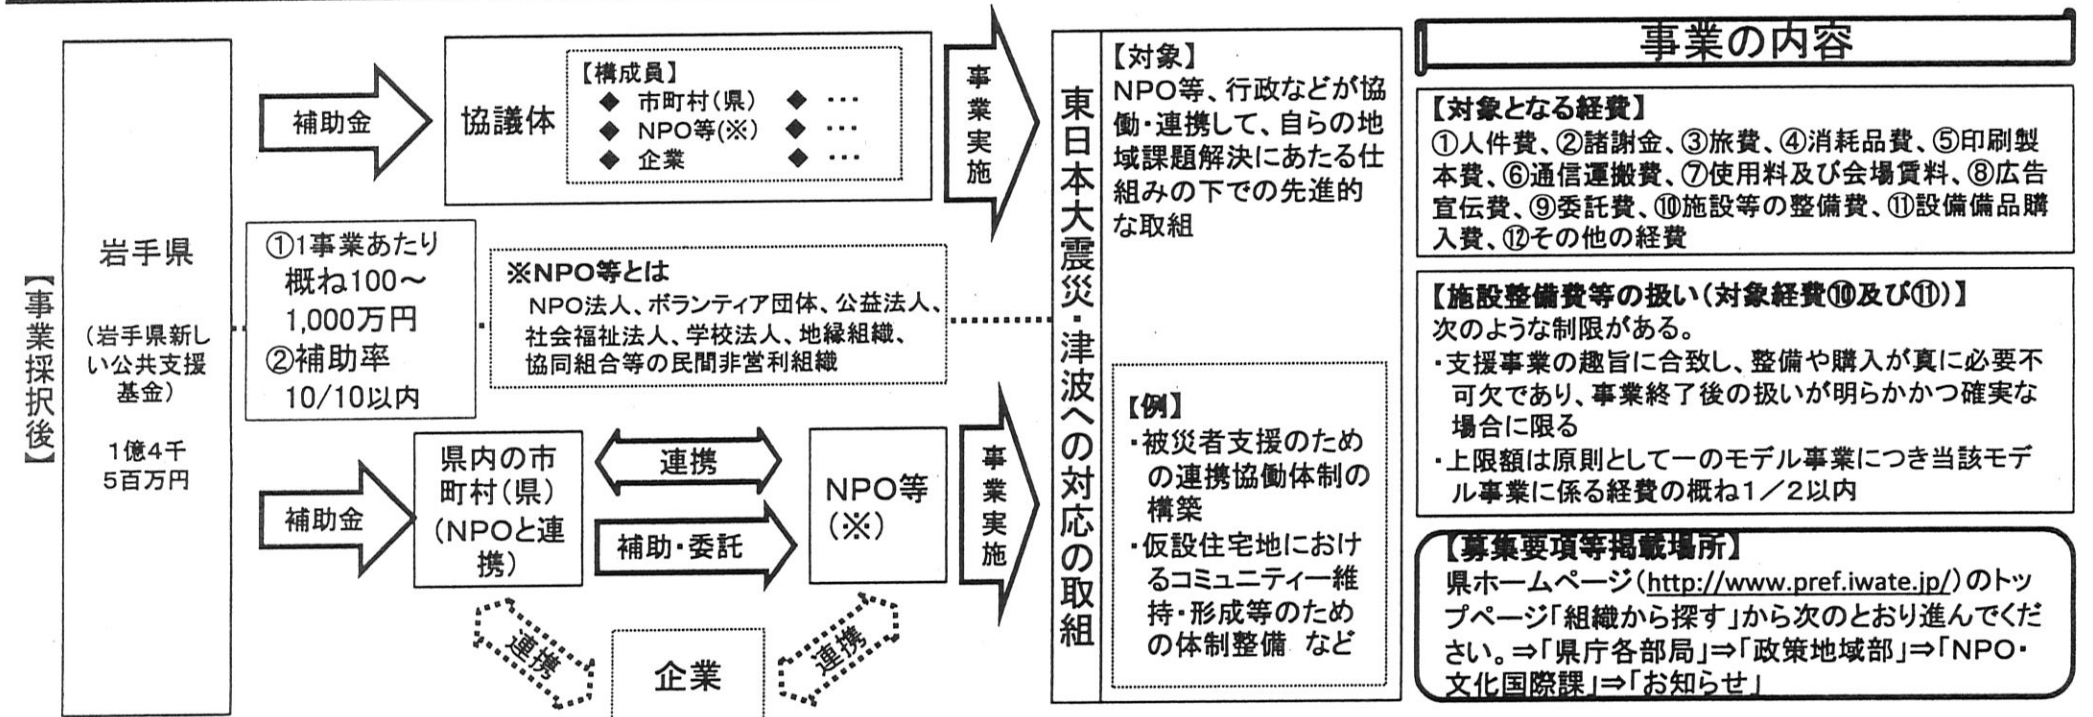 【事業採択後】
岩手県
(岩手県新し
い公共支援
基金)
1億4千
5百万円
補助金
協議体
【構成員】
◆ 市町村(県) ◆ …
◆ NPO等(※) ◆ …
◆ 企業 ◆ …
事業実施
①1事業あたり
概ね100～
1,000万円
②補助率
10/10以内
※NPO等とは
NPO法人、ボランティア団体、公益法人、
社会福祉法人、学校法人、地縁組織、
協同組合等の民間非営利組織
補助金
県内の市
町村(県)
(NPOと連
携)
連携
補助・委託
NPO等
(※)
事業実施
連携
企業
連携
東日本大震災・津波への対応の取組
【対象】
NPO等、行政などが協
働・連携して、自らの地
域課題解決にあたる仕
組みの下での先進的
な取組
【例】
・被災者支援のため
の連携協働体制の
構築
・仮設住宅地におけ
るコミュニティー維
持・形成等のため
の体制整備 など
事業の内容
【対象となる経費】
①人件費、②諸謝金、③旅費、④消耗品費、⑤印刷製
本費、⑥通信運搬費、⑦使用料及び会場賃料、⑧広告
宣伝費、⑨委託費、⑩施設等の整備費、⑪設備備品購
入費、⑫その他の経費
【施設整備費等の扱い(対象経費⑩及び⑪)】
次のような制限がある。
・支援事業の趣旨に合致し、整備や購入が真に必要不
可欠であり、事業終了後の扱いが明らかかつ確実な
場合に限る
・上限額は原則として一のモデル事業につき当該モデ
ル事業に係る経費の概ね1／2以内
【募集要項等掲載場所】
県ホームページ(http://www.pref.iwate.jp/)のトッ
プページ「組織から探す」から次のとおり進んでくだ
さい。⇒「県庁各部局」⇒「政策地域部」⇒「NPO・
文化国際課」⇒「お知らせ」